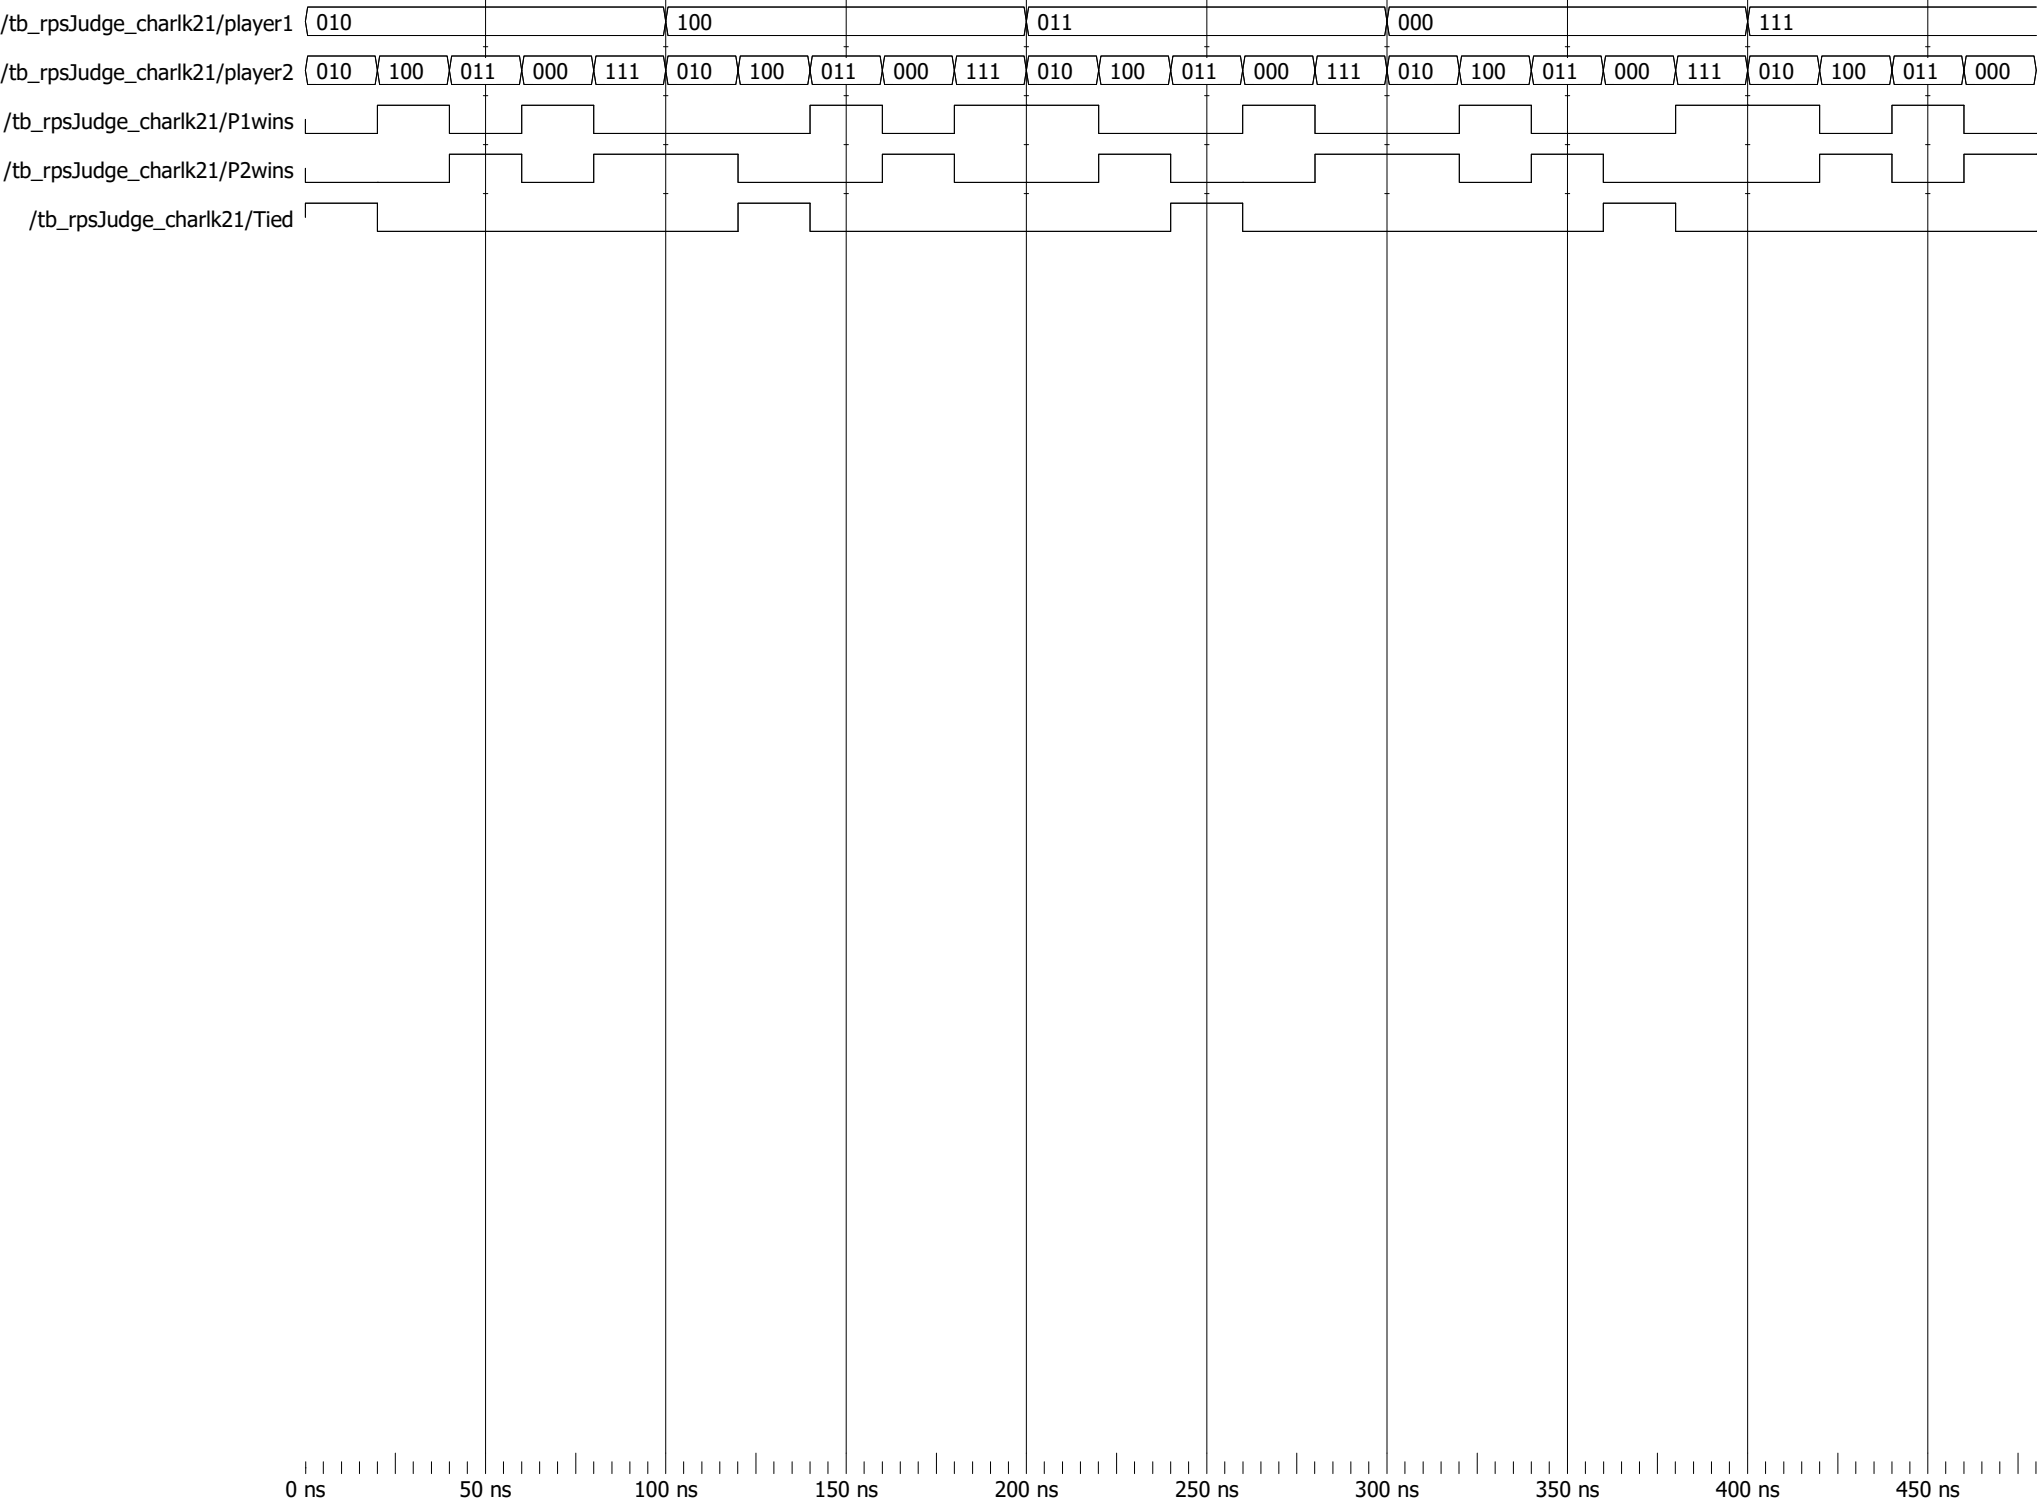 /tb_rpsJudge_charlk21/player1 010 100 011 000 111
/tb_rpsJudge_charlk21/player2 010 100 011 000 111 010 100 011 000 111 010 100 011 000 111 010 100 011 000 111 010 100 011 000
/tb_rpsJudge_charlk21/P1wins
/tb_rpsJudge_charlk21/P2wins
/tb_rpsJudge_charlk21/Tied
0 ns 50 ns 100 ns 150 ns 200 ns 250 ns 300 ns 350 ns 400 ns 450 ns